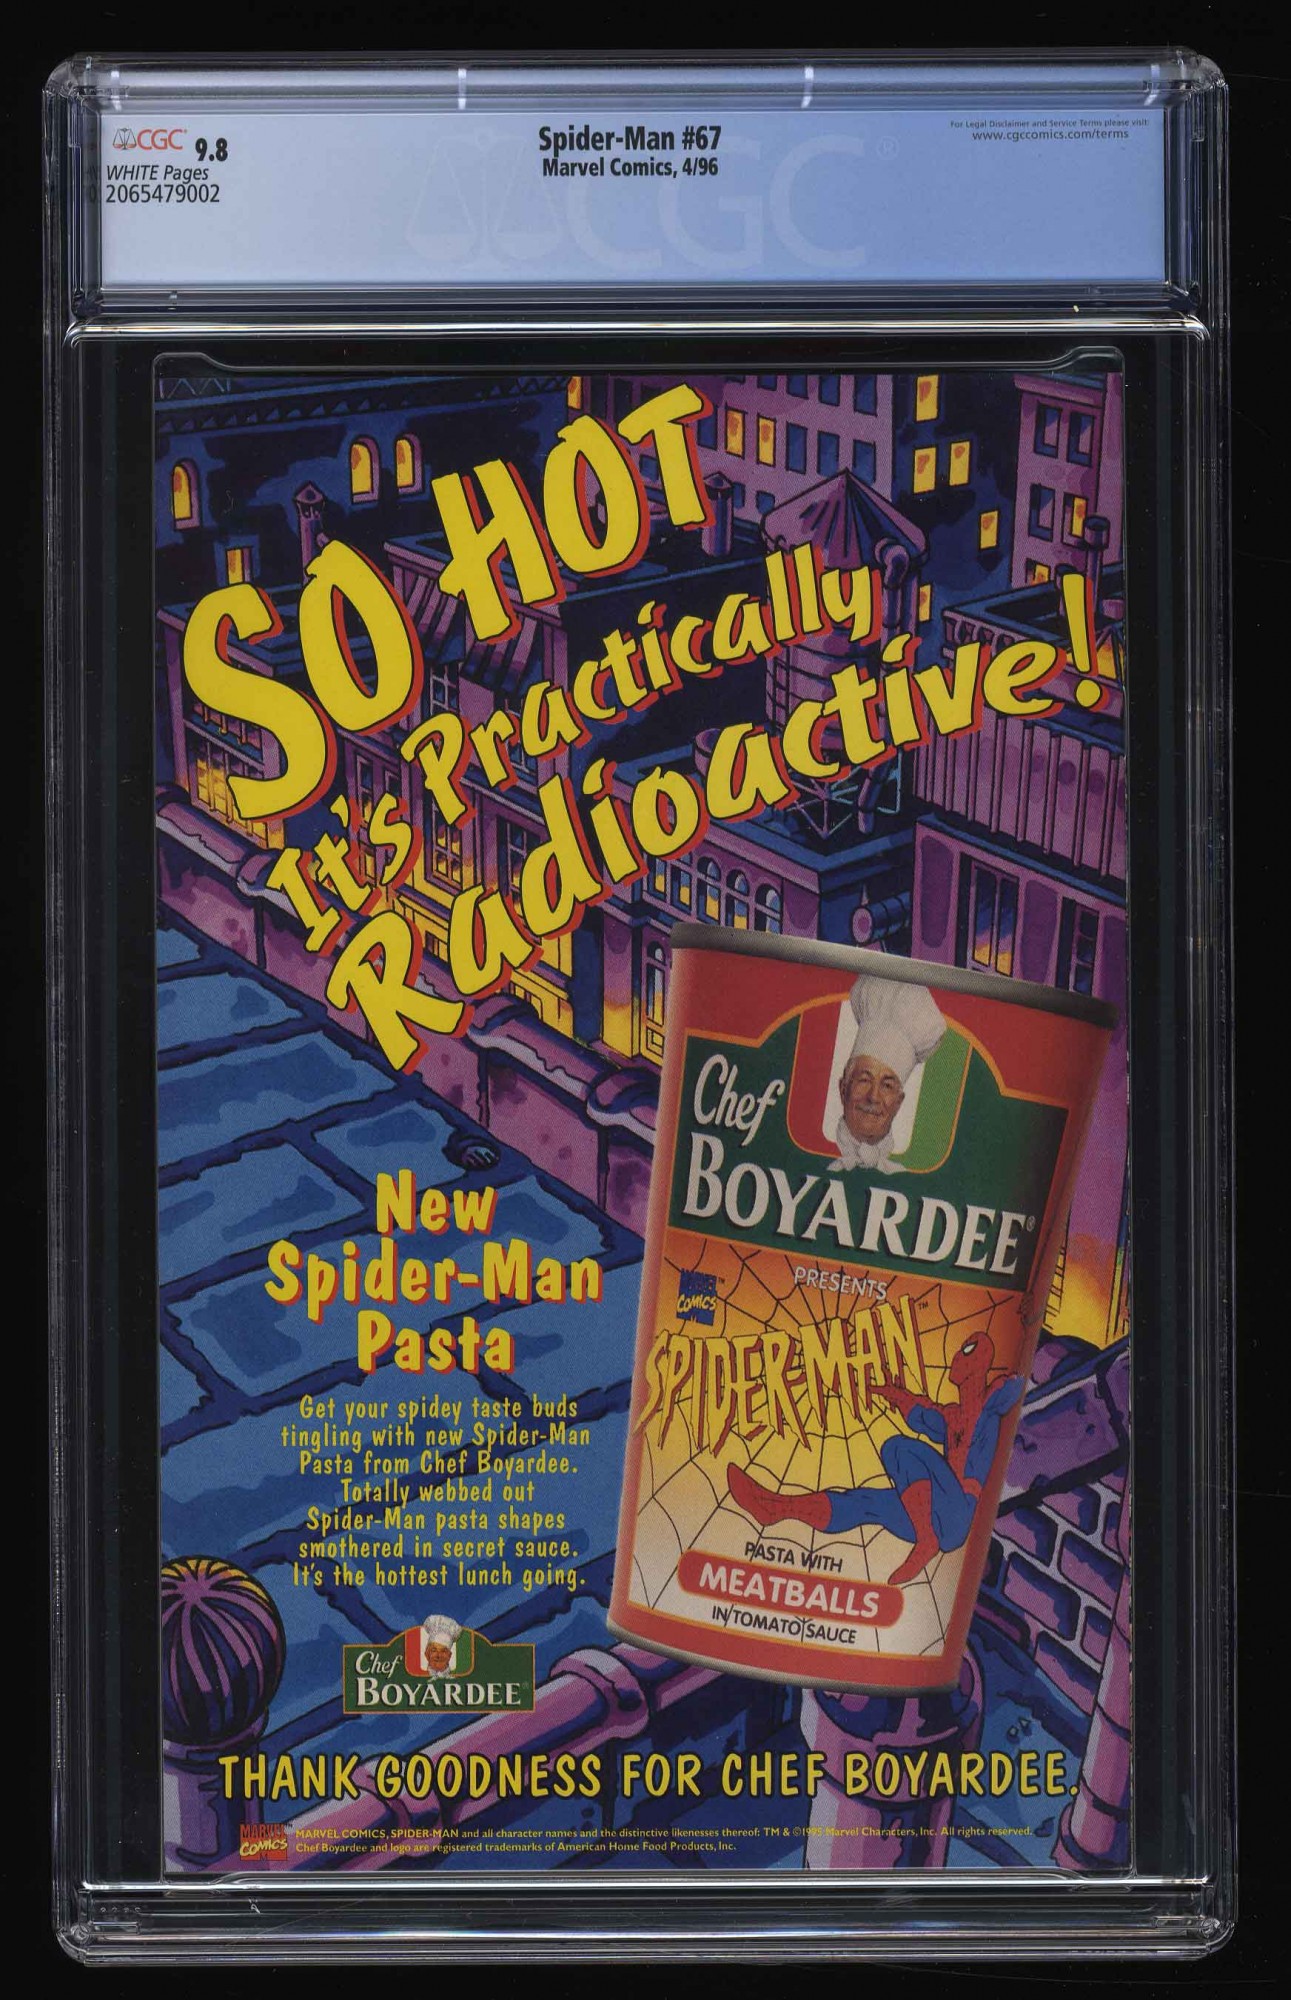 CGC 9.8
WHITE Pages
2065479002
Spider-Man #67
Marvel Comics, 4/96
For Legal Disclaimer and Service Terms please visit:
www.cgccomics.com/terms
CGC®
SO HOT
It's Practically
Radioactive!
Chef
BOYARDEE®
PRESENTS
MARVEL
COMICS™
SPIDER-MAN™
PASTA WITH
MEATBALLS
IN TOMATO SAUCE
New
Spider-Man
Pasta
Get your spidey taste buds
tingling with new Spider-Man
Pasta from Chef Boyardee.
Totally webbed out
Spider-Man pasta shapes
smothered in secret sauce.
It's the hottest lunch going.
Chef
BOYARDEE
THANK GOODNESS FOR CHEF BOYARDEE.
MARVEL
COMICS™
MARVEL COMICS, SPIDER-MAN and all character names and the distinctive likenesses thereof: TM & ©1995 Marvel Characters, Inc. All rights reserved.
Chef Boyardee and logo are registered trademarks of American Home Food Products, Inc.